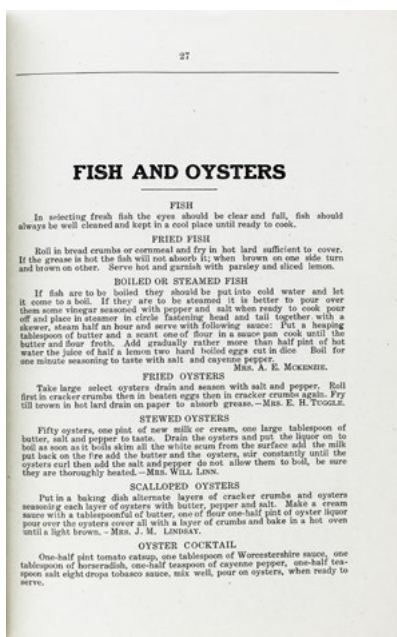 27
FISH AND OYSTERS
FISH
In selecting fresh fish the eyes should be clear and full, fish should
always be well cleaned and kept in a cool place until ready to cook.
FRIED FISH
Roll in bread crumbs or cornmeal and fry in hot lard sufficient to cover.
If the grease is hot the fish will not absorb it; when brown on one side turn
and brown on other. Serve hot and garnish with parsley and sliced lemon.
BOILED OR STEAMED FISH
If fish are to be boiled they should be put into cold water and let
it come to a boil. If they are to be steamed it is better to pour over
them some vinegar seasoned with pepper and salt when ready to cook pour
off and place in steamer in circle fastening head and tail together with a
skewer, steam half an hour and serve with following sauce: Put a heaping
tablespoon of butter and a scant one of flour in a sauce pan cook until the
butter and flour froth. Add gradually rather more than half pint of hot
water the juice of half a lemon two hard boiled eggs cut in dice Boil for
one minute seasoning to taste with salt and cayenne pepper.
MRS. A. E. MCKENZIE.
FRIED OYSTERS
Take large select oysters drain and season with salt and pepper. Roll
first in cracker crumbs then in beaten eggs then in cracker crumbs again. Fry
till brown in hot lard drain on paper to absorb grease.—MRS. E. H. TUGGLE.
STEWED OYSTERS
Fifty oysters, one pint of new milk or cream, one large tablespoon of
butter, salt and pepper to taste. Drain the oysters and put the liquor on to
boil as soon as it boils skim all the white scum from the surface add the milk
put back on the fire add the butter and the oysters, stir constantly until the
oysters curl then add the salt and pepper do not allow them to boil, be sure
they are thoroughly heated.—MRS. WILL LINN.
SCALLOPED OYSTERS
Put in a baking dish alternate layers of cracker crumbs and oysters
seasoning each layer of oysters with butter, pepper and salt. Make a cream
sauce with a tablespoonful of butter, one of flour one-half pint of oyster liquor
pour over the oysters cover all with a layer of crumbs and bake in a hot oven
until a light brown. – MRS. J. M. LINDSAY.
OYSTER COCKTAIL
One-half pint tomato catsup, one tablespoon of Worcestershire sauce, one
tablespoon of horseradish, one-half teaspoon of cayenne pepper, one-half tea-
spoon salt eight drops tobasco sauce, mix well, pour on oysters, when ready to
serve.